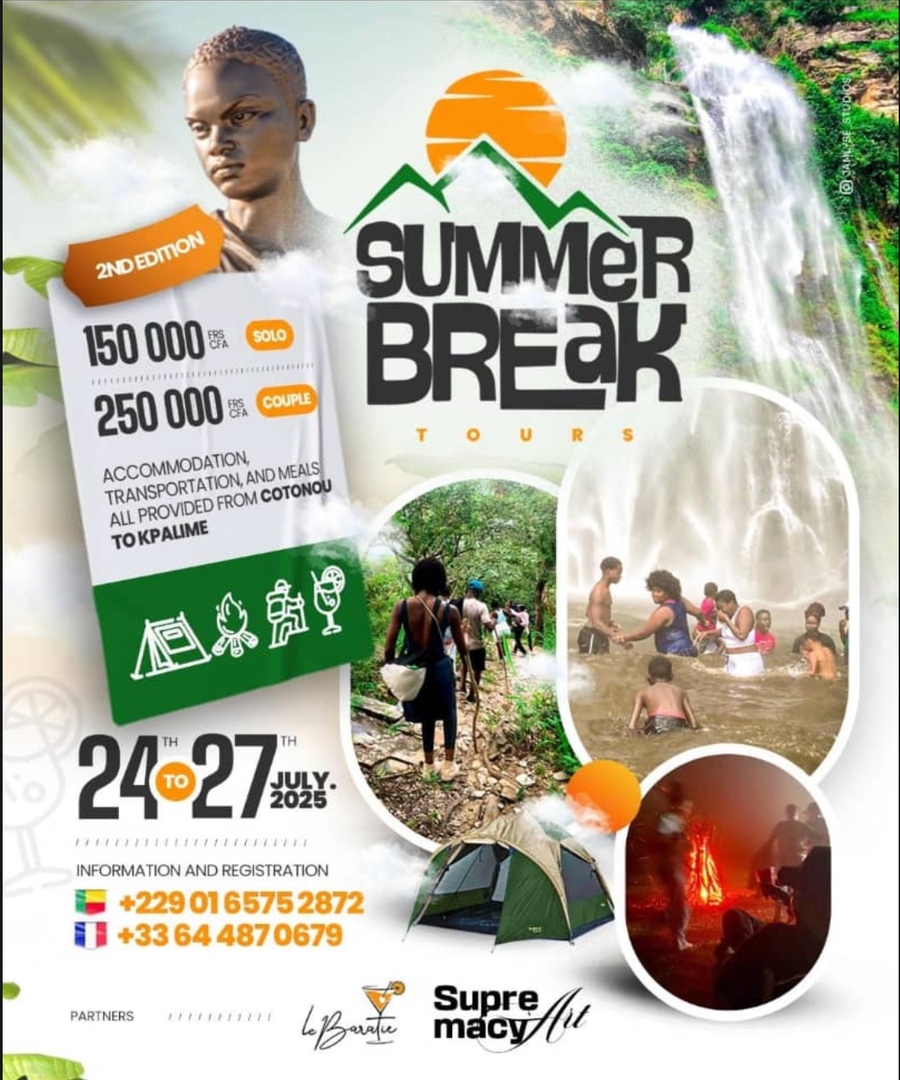 SUMMeR
BREaK
TOURS
2ND EDITION
150 000 FRS CFA SOLO
250 000 FRS CFA COUPLE
ACCOMMODATION,
TRANSPORTATION, AND MEALS
ALL PROVIDED FROM COTONOU
TO KPALIME
24TH TO 27TH JULY.
2025
INFORMATION AND REGISTRATION
+229 01 6575 2872
+33 64 487 0679
PARTNERS
le Baratie
Supre
macy Art